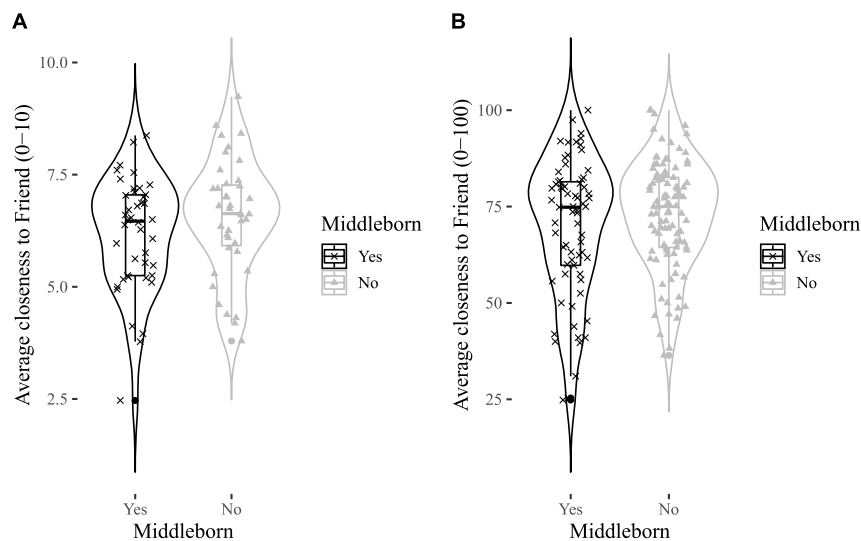 A
Average closeness to Friend (0−10)
10.0
7.5
5.0
2.5
Yes
No
Middleborn
Middleborn
Yes
No
B
Average closeness to Friend (0−100)
100
75
50
25
Yes
No
Middleborn
Middleborn
Yes
No